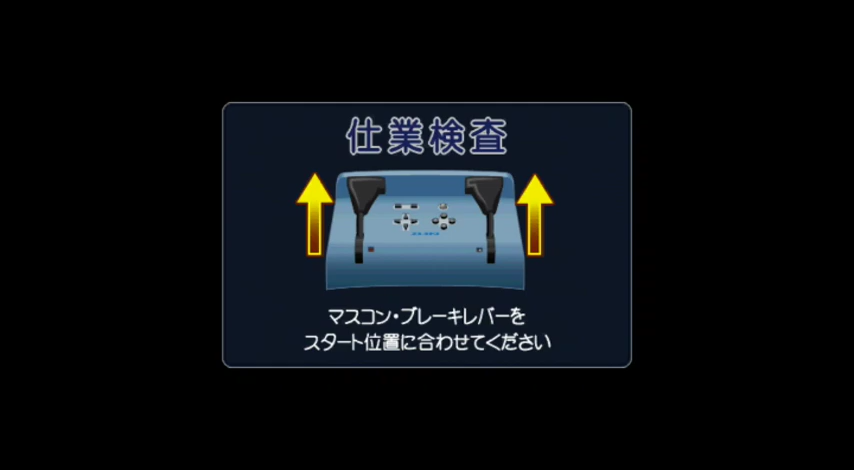 仕業検査
マスコン・ブレーキレバーを
スタート位置に合わせてください